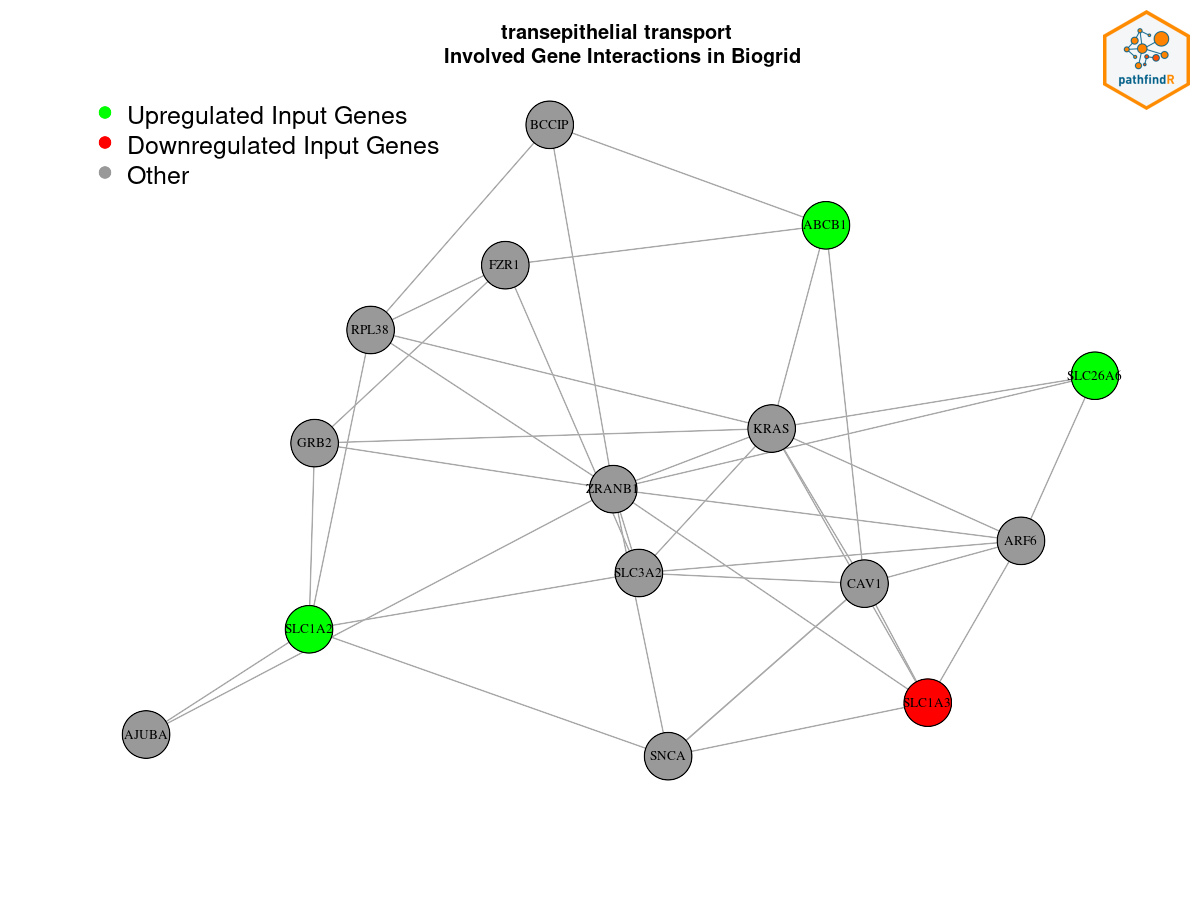 transepithelial transport
Involved Gene Interactions in Biogrid
pathfindR
Upregulated Input Genes
Downregulated Input Genes
Other
BCCIP
ABCB1
FZR1
RPL38
SLC26A6
KRAS
GRB2
ZRANB1
ARF6
SLC3A2
CAV1
SLC1A2
SLC1A3
AJUBA
SNCA